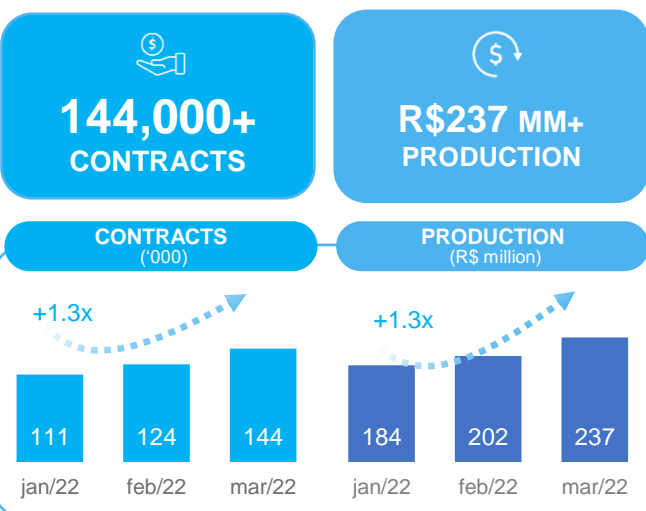 144,000+
CONTRACTS
R$237 MM+
PRODUCTION
CONTRACTS
(‘000)
PRODUCTION
(R$ million)
+1.3x
+1.3x
111
124
144
184
202
237
jan/22
feb/22
mar/22
jan/22
feb/22
mar/22